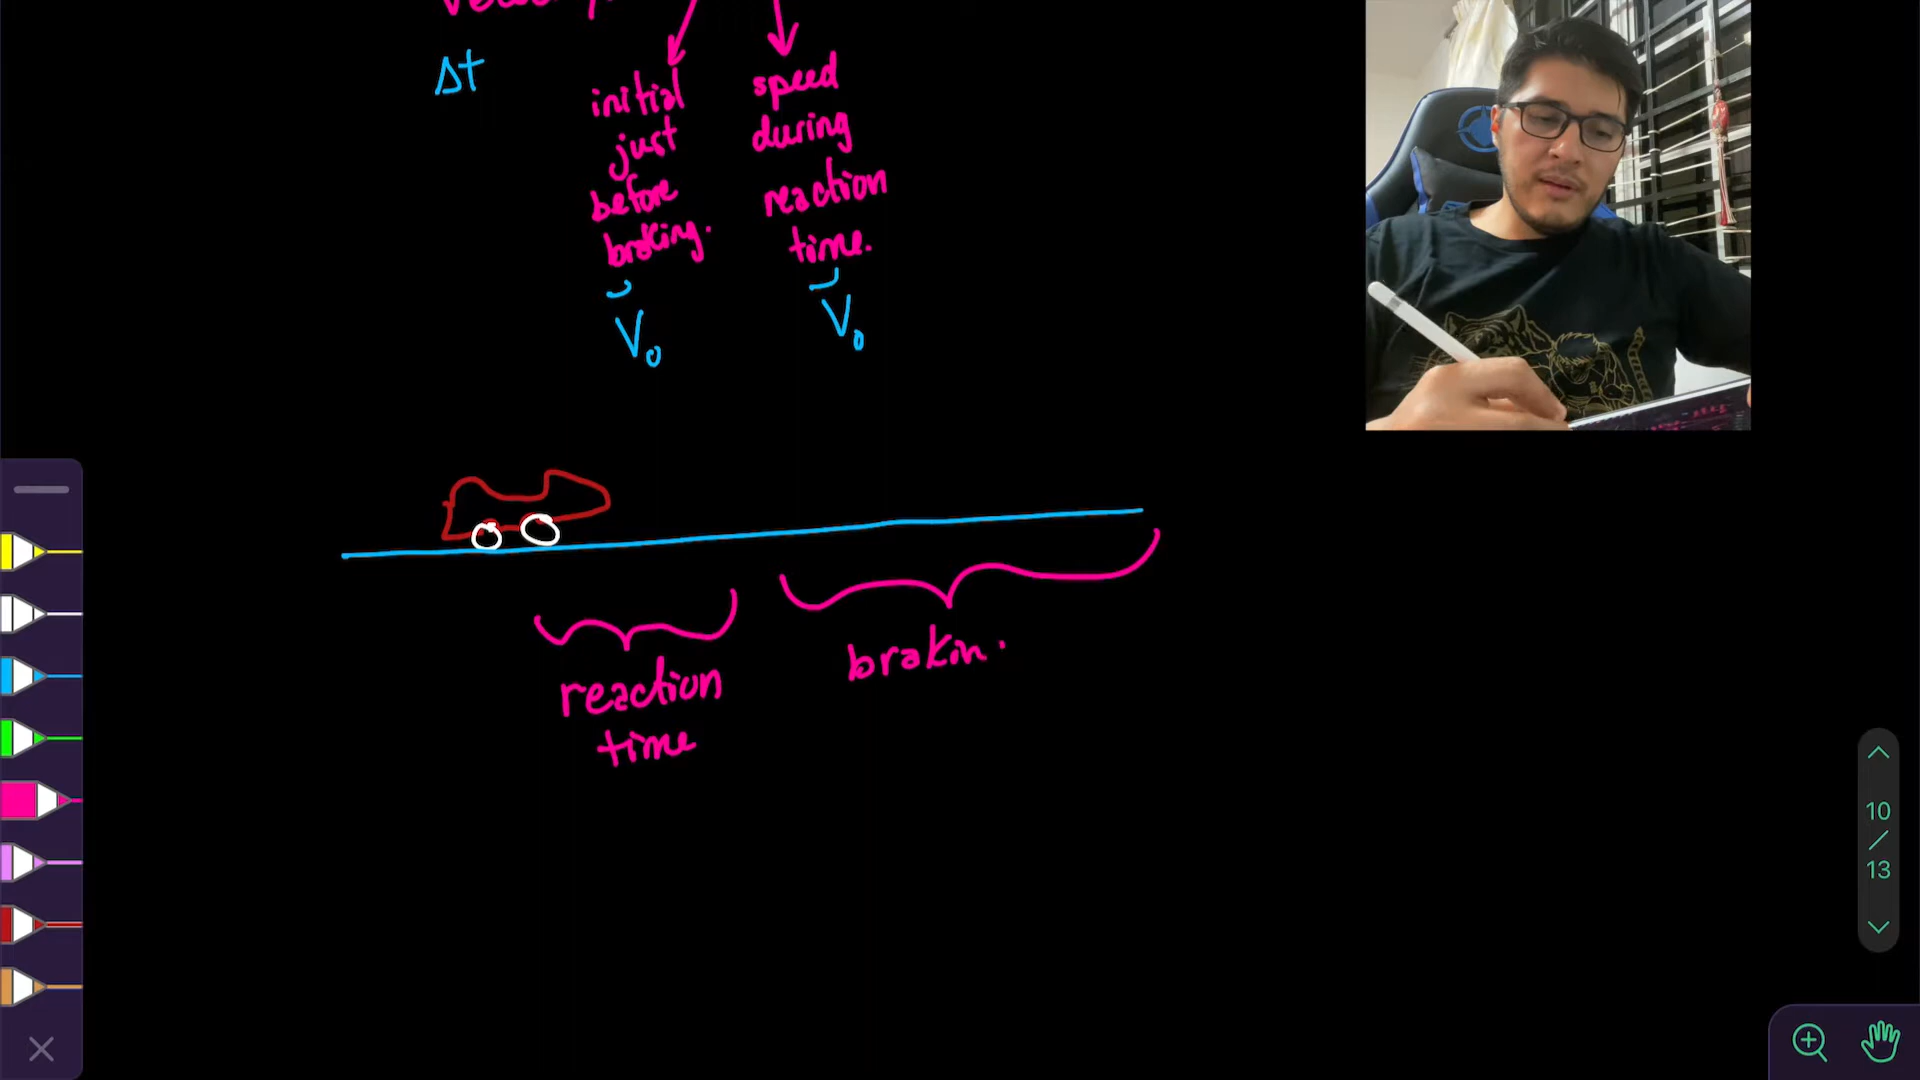 Δt
initial
just
before
braking.
speed
during
reaction
time.
V₀
V₀
reaction
time
brakin.
10
/
13